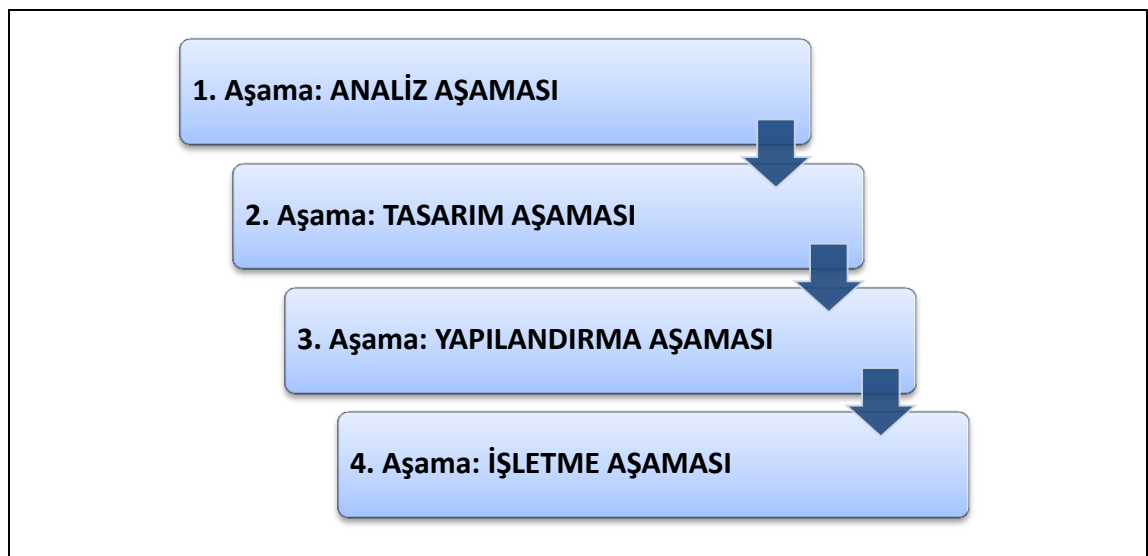 1. Aşama: ANALİZ AŞAMASI
2. Aşama: TASARIM AŞAMASI
3. Aşama: YAPILANDIRMA AŞAMASI
4. Aşama: İŞLETME AŞAMASI